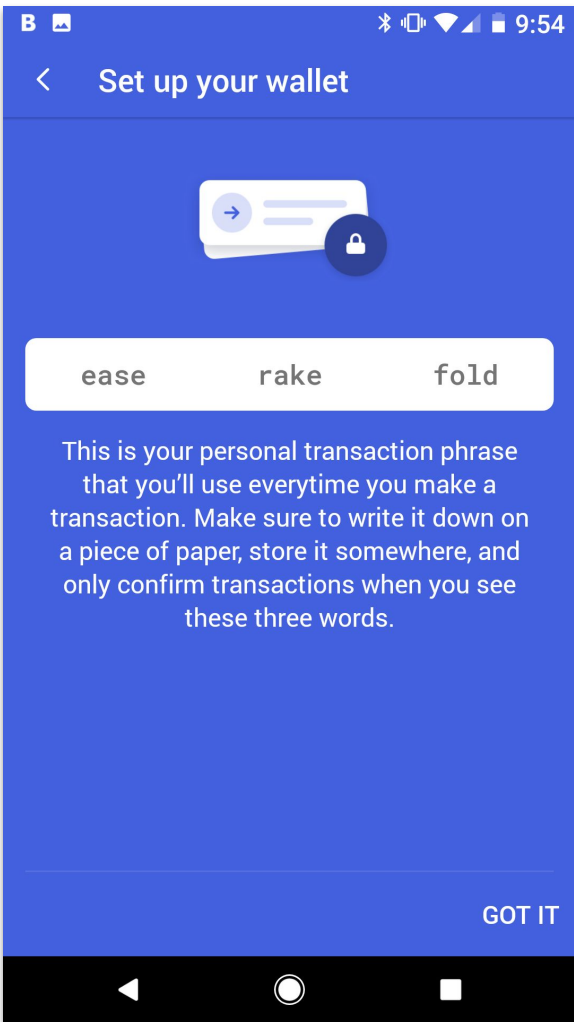 B 9:54
Set up your wallet
ease rake fold
This is your personal transaction phrase
that you’ll use everytime you make a
transaction. Make sure to write it down on
a piece of paper, store it somewhere, and
only confirm transactions when you see
these three words.
GOT IT